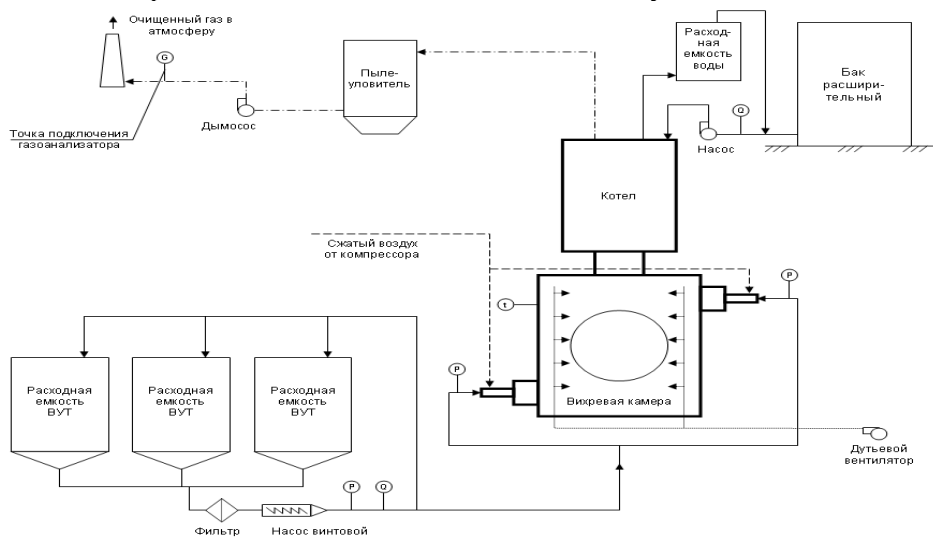 Очищенный газ в
атмосферу
G
Пыле-
уловитель
Дымосос
Точка подключения
газоанализатора
Расход-
ная
емкость
воды
Бак
расшири-
тельный
Q
Насос
Котел
Сжатый воздух
от компрессора
P
t
P
Вихревая камера
Расходная
емкость
ВУТ
Расходная
емкость
ВУТ
Расходная
емкость
ВУТ
Дутьевой
вентилятор
P
Q
Фильтр
Насос винтовой